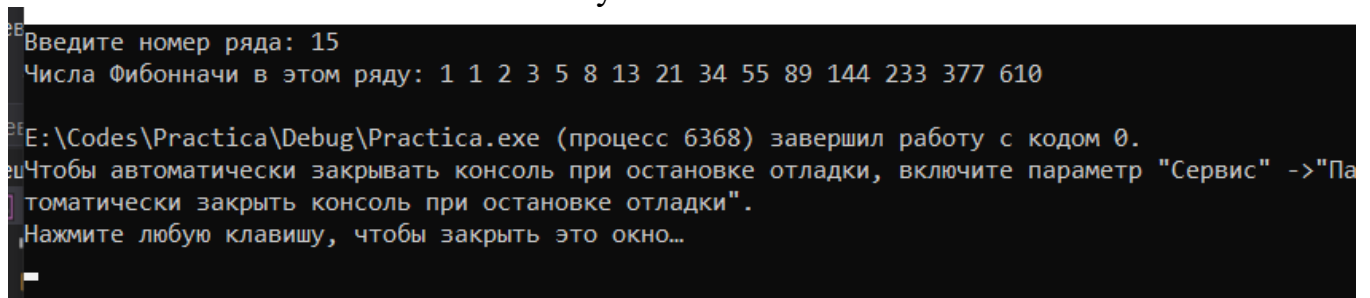 Введите номер ряда: 15
Числа Фибонначи в этом ряду: 1 1 2 3 5 8 13 21 34 55 89 144 233 377 610
E:\Codes\Practica\Debug\Practica.exe (процесс 6368) завершил работу с кодом 0.
Чтобы автоматически закрывать консоль при остановке отладки, включите параметр "Сервис" ->"Па
томатически закрыть консоль при остановке отладки".
Нажмите любую клавишу, чтобы закрыть это окно…